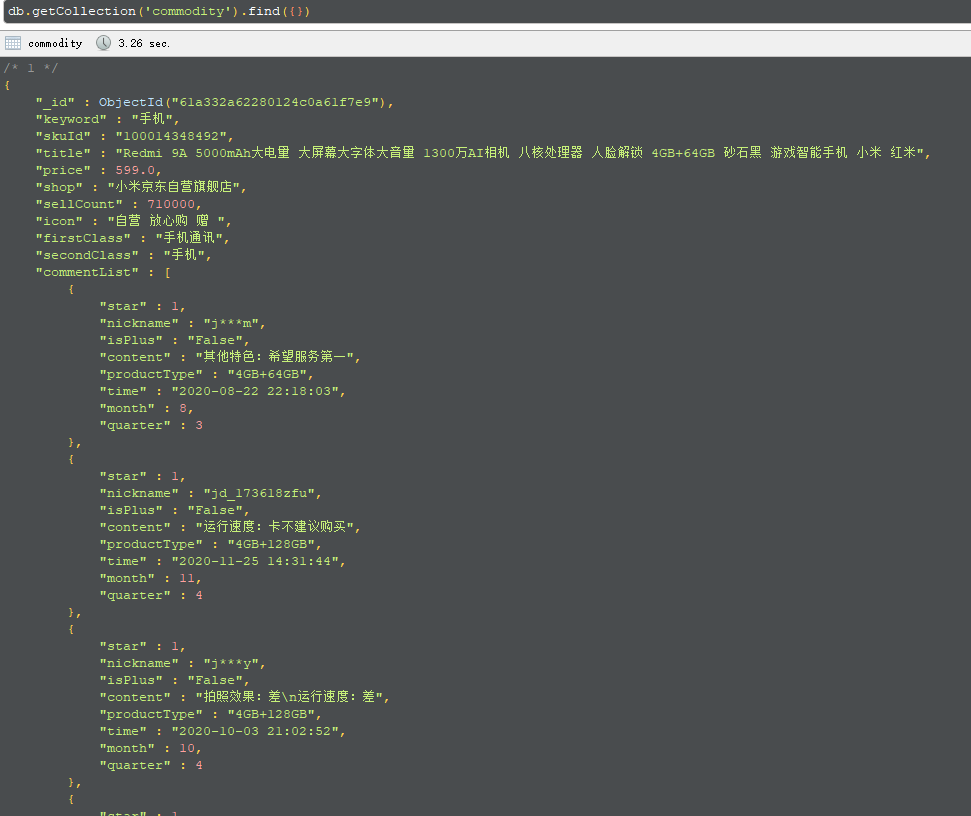 db.getCollection('commodity').find({})
commodity 3.26 sec.
/* 1 */
{
"_id" : ObjectId("61a332a62280124c0a61f7e9"),
"keyword" : "手机",
"skuId" : "100014348492",
"title" : "Redmi 9A 5000mAh大电量 大屏幕大字体大音量 1300万AI相机 八核处理器 人脸解锁 4GB+64GB 砂石黑 游戏智能手机 小米 红米",
"price" : 599.0,
"shop" : "小米京东自营旗舰店",
"sellCount" : 710000,
"icon" : "自营 放心购 赠 ",
"firstClass" : "手机通讯",
"secondClass" : "手机",
"commentList" : [
{
"star" : 1,
"nickname" : "j***m",
"isPlus" : "False",
"content" : "其他特色：希望服务第一",
"productType" : "4GB+64GB",
"time" : "2020-08-22 22:18:03",
"month" : 8,
"quarter" : 3
},
{
"star" : 1,
"nickname" : "jd_173618zfu",
"isPlus" : "False",
"content" : "运行速度：卡不建议购买",
"productType" : "4GB+128GB",
"time" : "2020-11-25 14:31:44",
"month" : 11,
"quarter" : 4
},
{
"star" : 1,
"nickname" : "j***y",
"isPlus" : "False",
"content" : "拍照效果：差\n运行速度：差",
"productType" : "4GB+128GB",
"time" : "2020-10-03 21:02:52",
"month" : 10,
"quarter" : 4
},
{